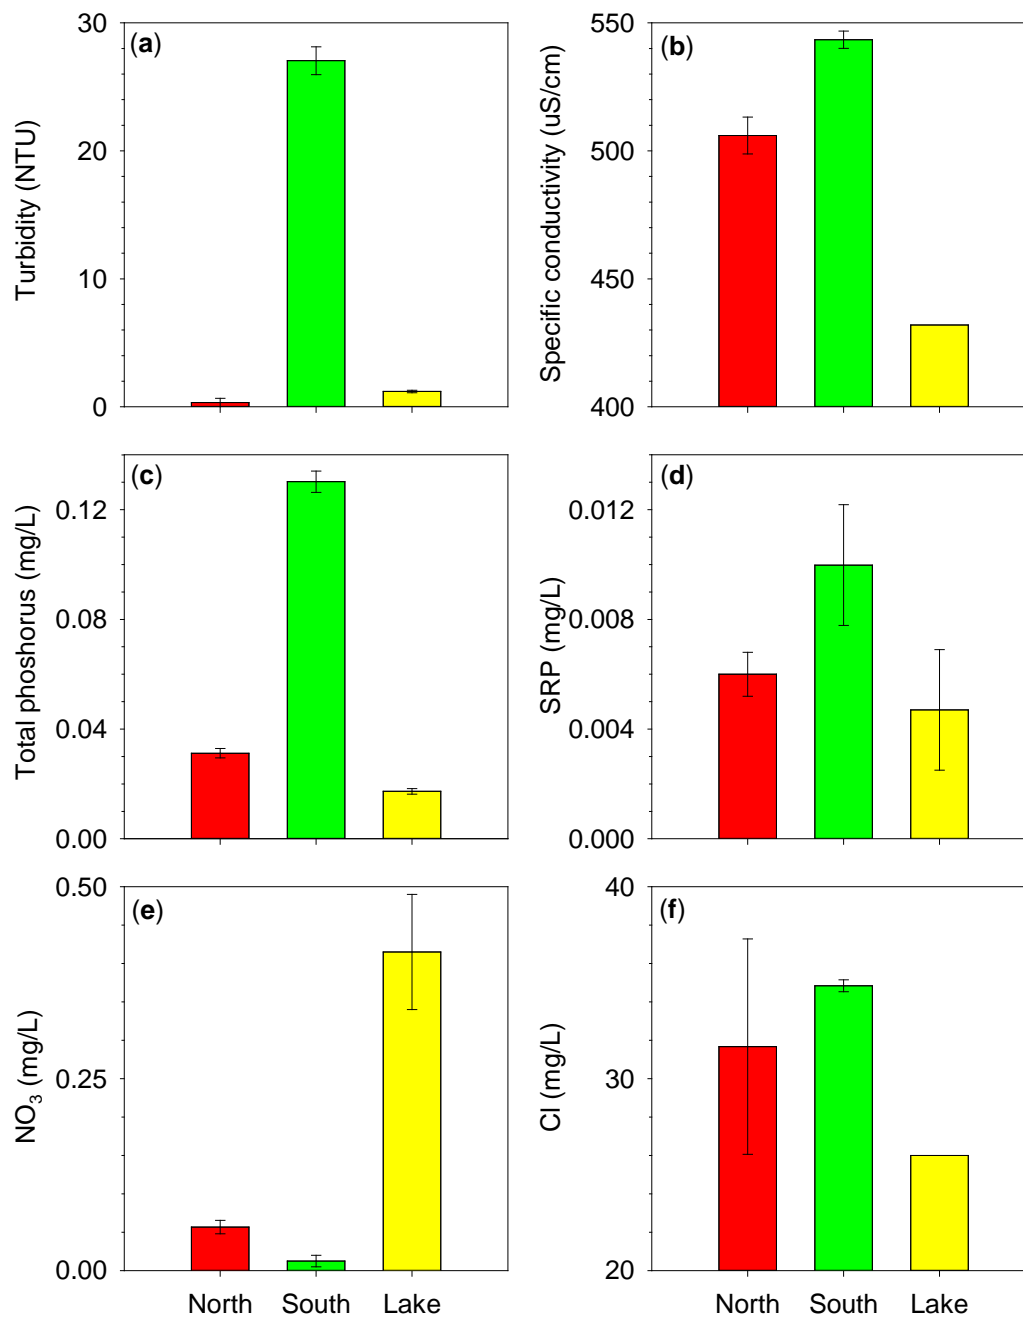 (a)
Turbidity (NTU)
30
20
10
0
(b)
Specific conductivity (uS/cm)
550
500
450
400
(c)
Total phoshorus (mg/L)
0.12
0.08
0.04
0.00
(d)
SRP (mg/L)
0.012
0.008
0.004
0.000
(e)
NO3 (mg/L)
0.50
0.25
0.00
North South Lake
(f)
Cl (mg/L)
40
30
20
North South Lake